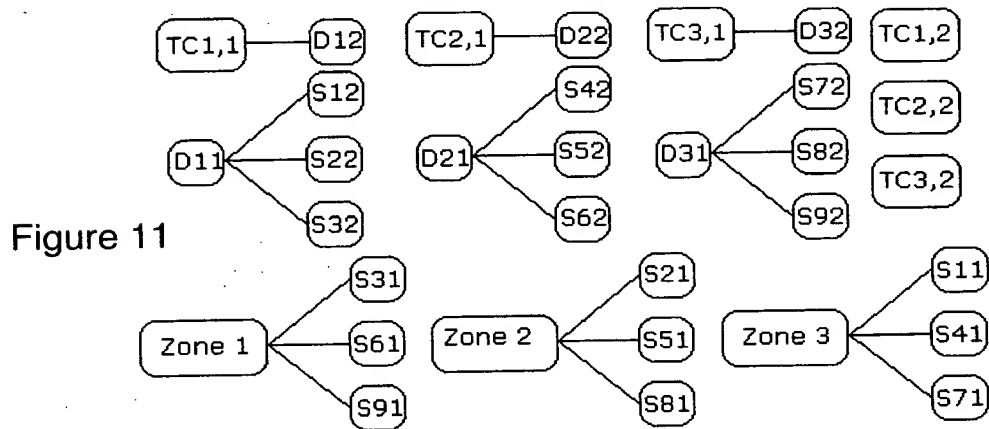 TC1,1 D12 TC2,1 D22 TC3,1 D32 TC1,2
S12 S42 S72
TC2,2
D11 S22 D21 S52 D31 S82
TC3,2
S32 S62 S92
Figure 11
S31 S21 S11
Zone 1 S61 Zone 2 S51 Zone 3 S41
S91 S81 S71